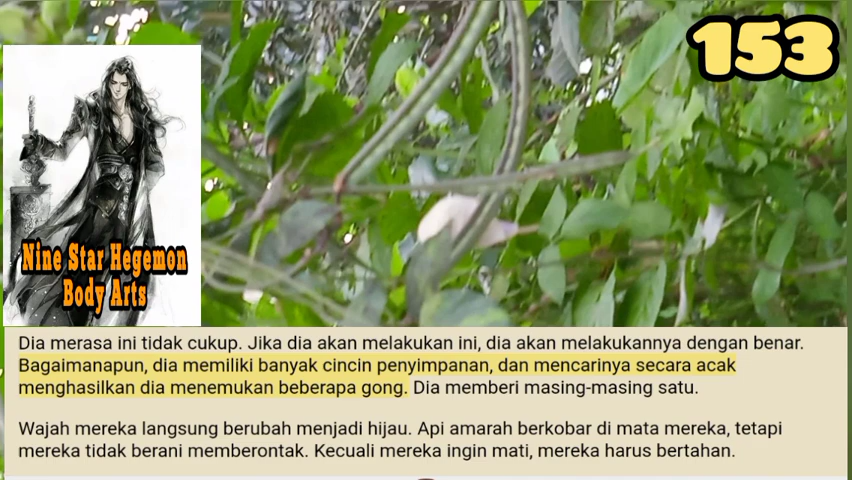 153
Nine Star Hegemon
Body Arts
Dia merasa ini tidak cukup. Jika dia akan melakukan ini, dia akan melakukannya dengan benar.
Bagaimanapun, dia memiliki banyak cincin penyimpanan, dan mencarinya secara acak
menghasilkan dia menemukan beberapa gong. Dia memberi masing-masing satu.
Wajah mereka langsung berubah menjadi hijau. Api amarah berkobar di mata mereka, tetapi
mereka tidak berani memberontak. Kecuali mereka ingin mati, mereka harus bertahan.